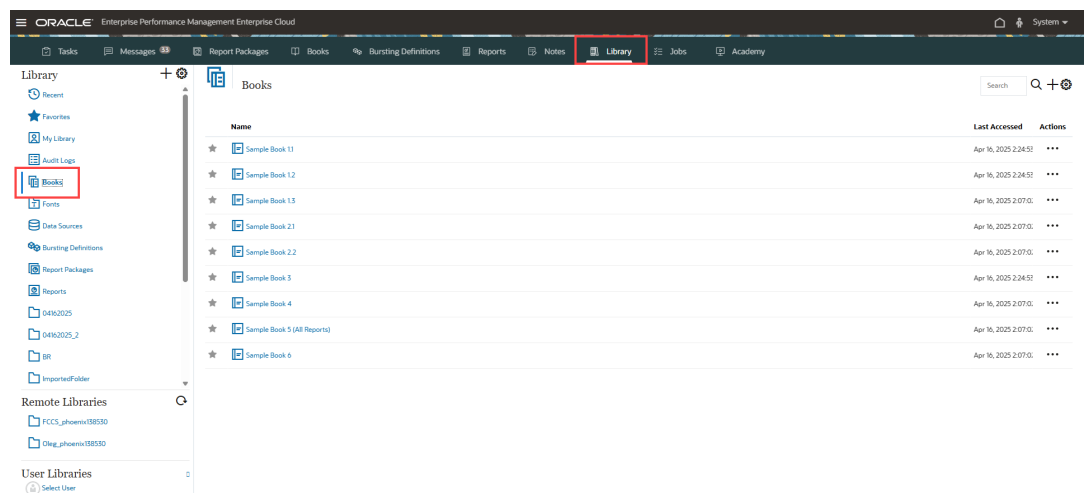 ORACLE Enterprise Performance Management Enterprise Cloud System
Tasks Messages 33 Report Packages Books Bursting Definitions Reports Notes Library Jobs Academy
Library
Recent
Favorites
My Library
Audit Logs
Books
Fonts
Data Sources
Bursting Definitions
Report Packages
Reports
04162025
04162025_2
BR
ImportedFolder
Remote Libraries
FCCS_phoenix138530
Oleg_phoenix138530
User Libraries
Select User
Books Search
Name Last Accessed Actions
Sample Book 1.1 Apr 16, 2025 2:24:5
Sample Book 1.2 Apr 16, 2025 2:24:5
Sample Book 1.3 Apr 16, 2025 2:07:0
Sample Book 2.1 Apr 16, 2025 2:07:0
Sample Book 2.2 Apr 16, 2025 2:07:0
Sample Book 3 Apr 16, 2025 2:24:5
Sample Book 4 Apr 16, 2025 2:07:0
Sample Book 5 (All Reports) Apr 16, 2025 2:07:0
Sample Book 6 Apr 16, 2025 2:07:0